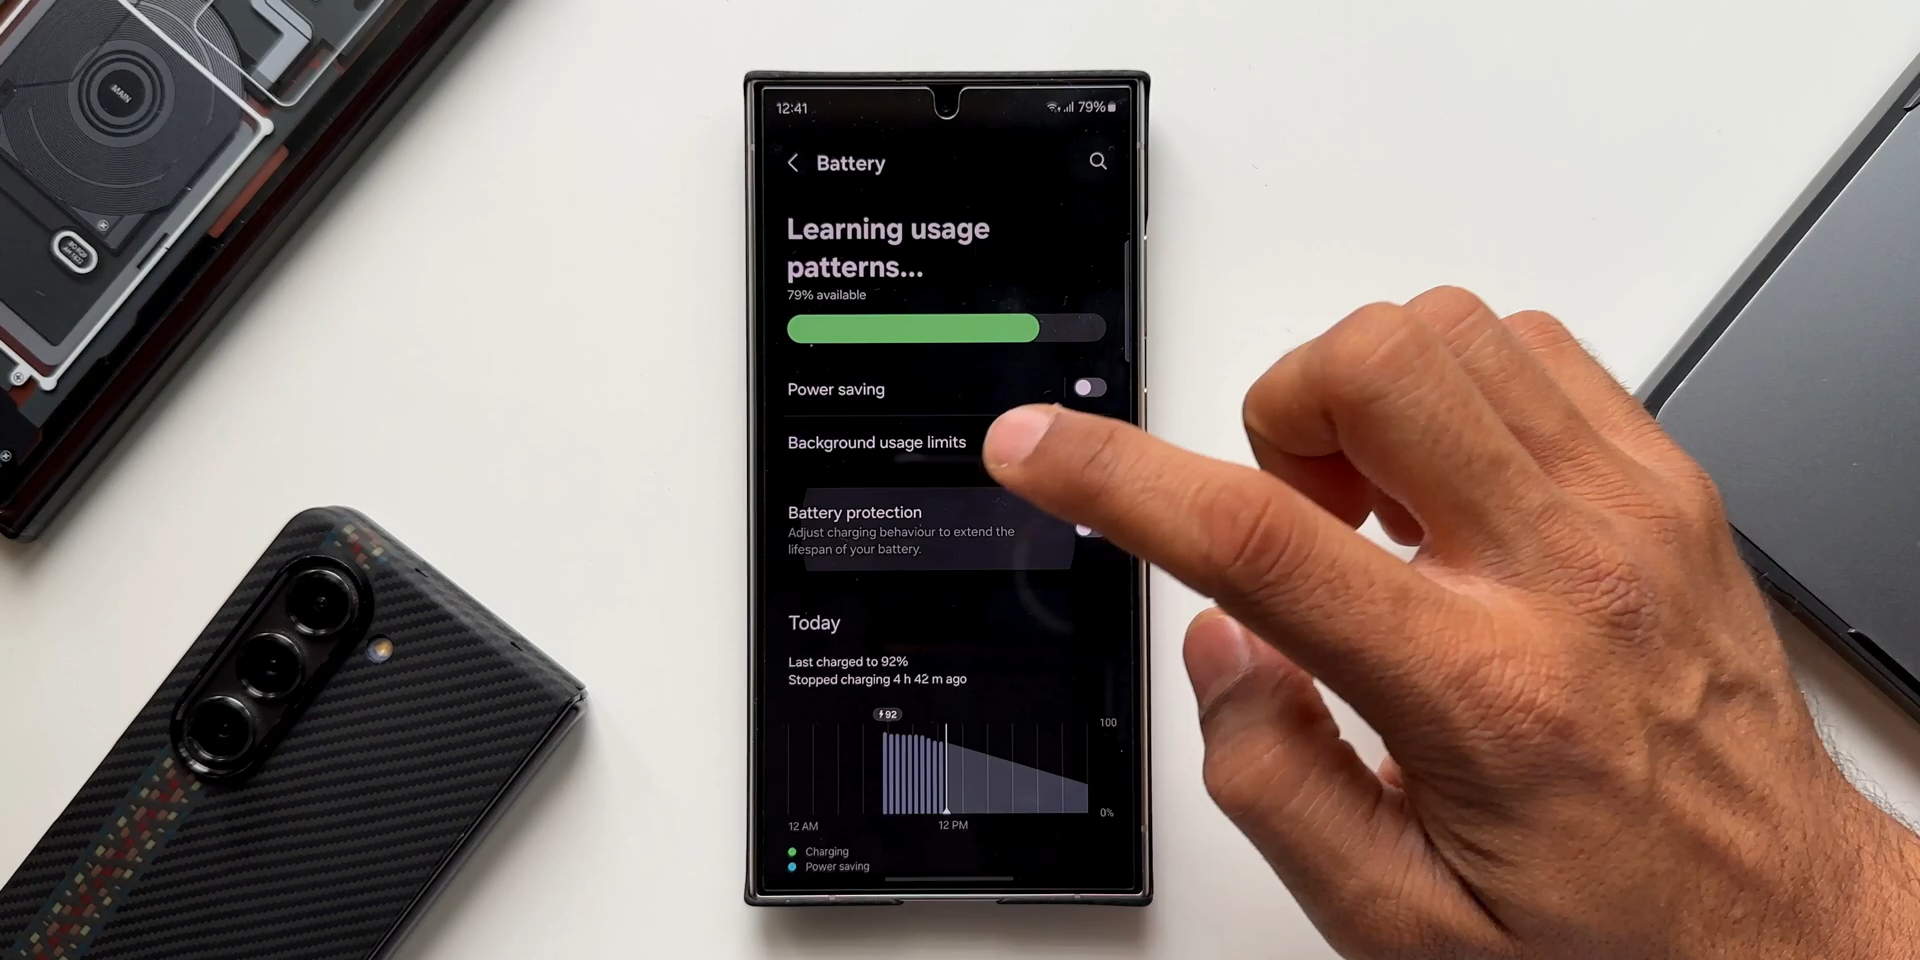 MAIN
12:41
79%
Battery
Learning usage
patterns...
79% available
Power saving
Background usage limits
Battery protection
Adjust charging behaviour to extend the
lifespan of your battery.
Today
Last charged to 92%
Stopped charging 4 h 42 m ago
92
100
0%
12 AM
12 PM
Charging
Power saving